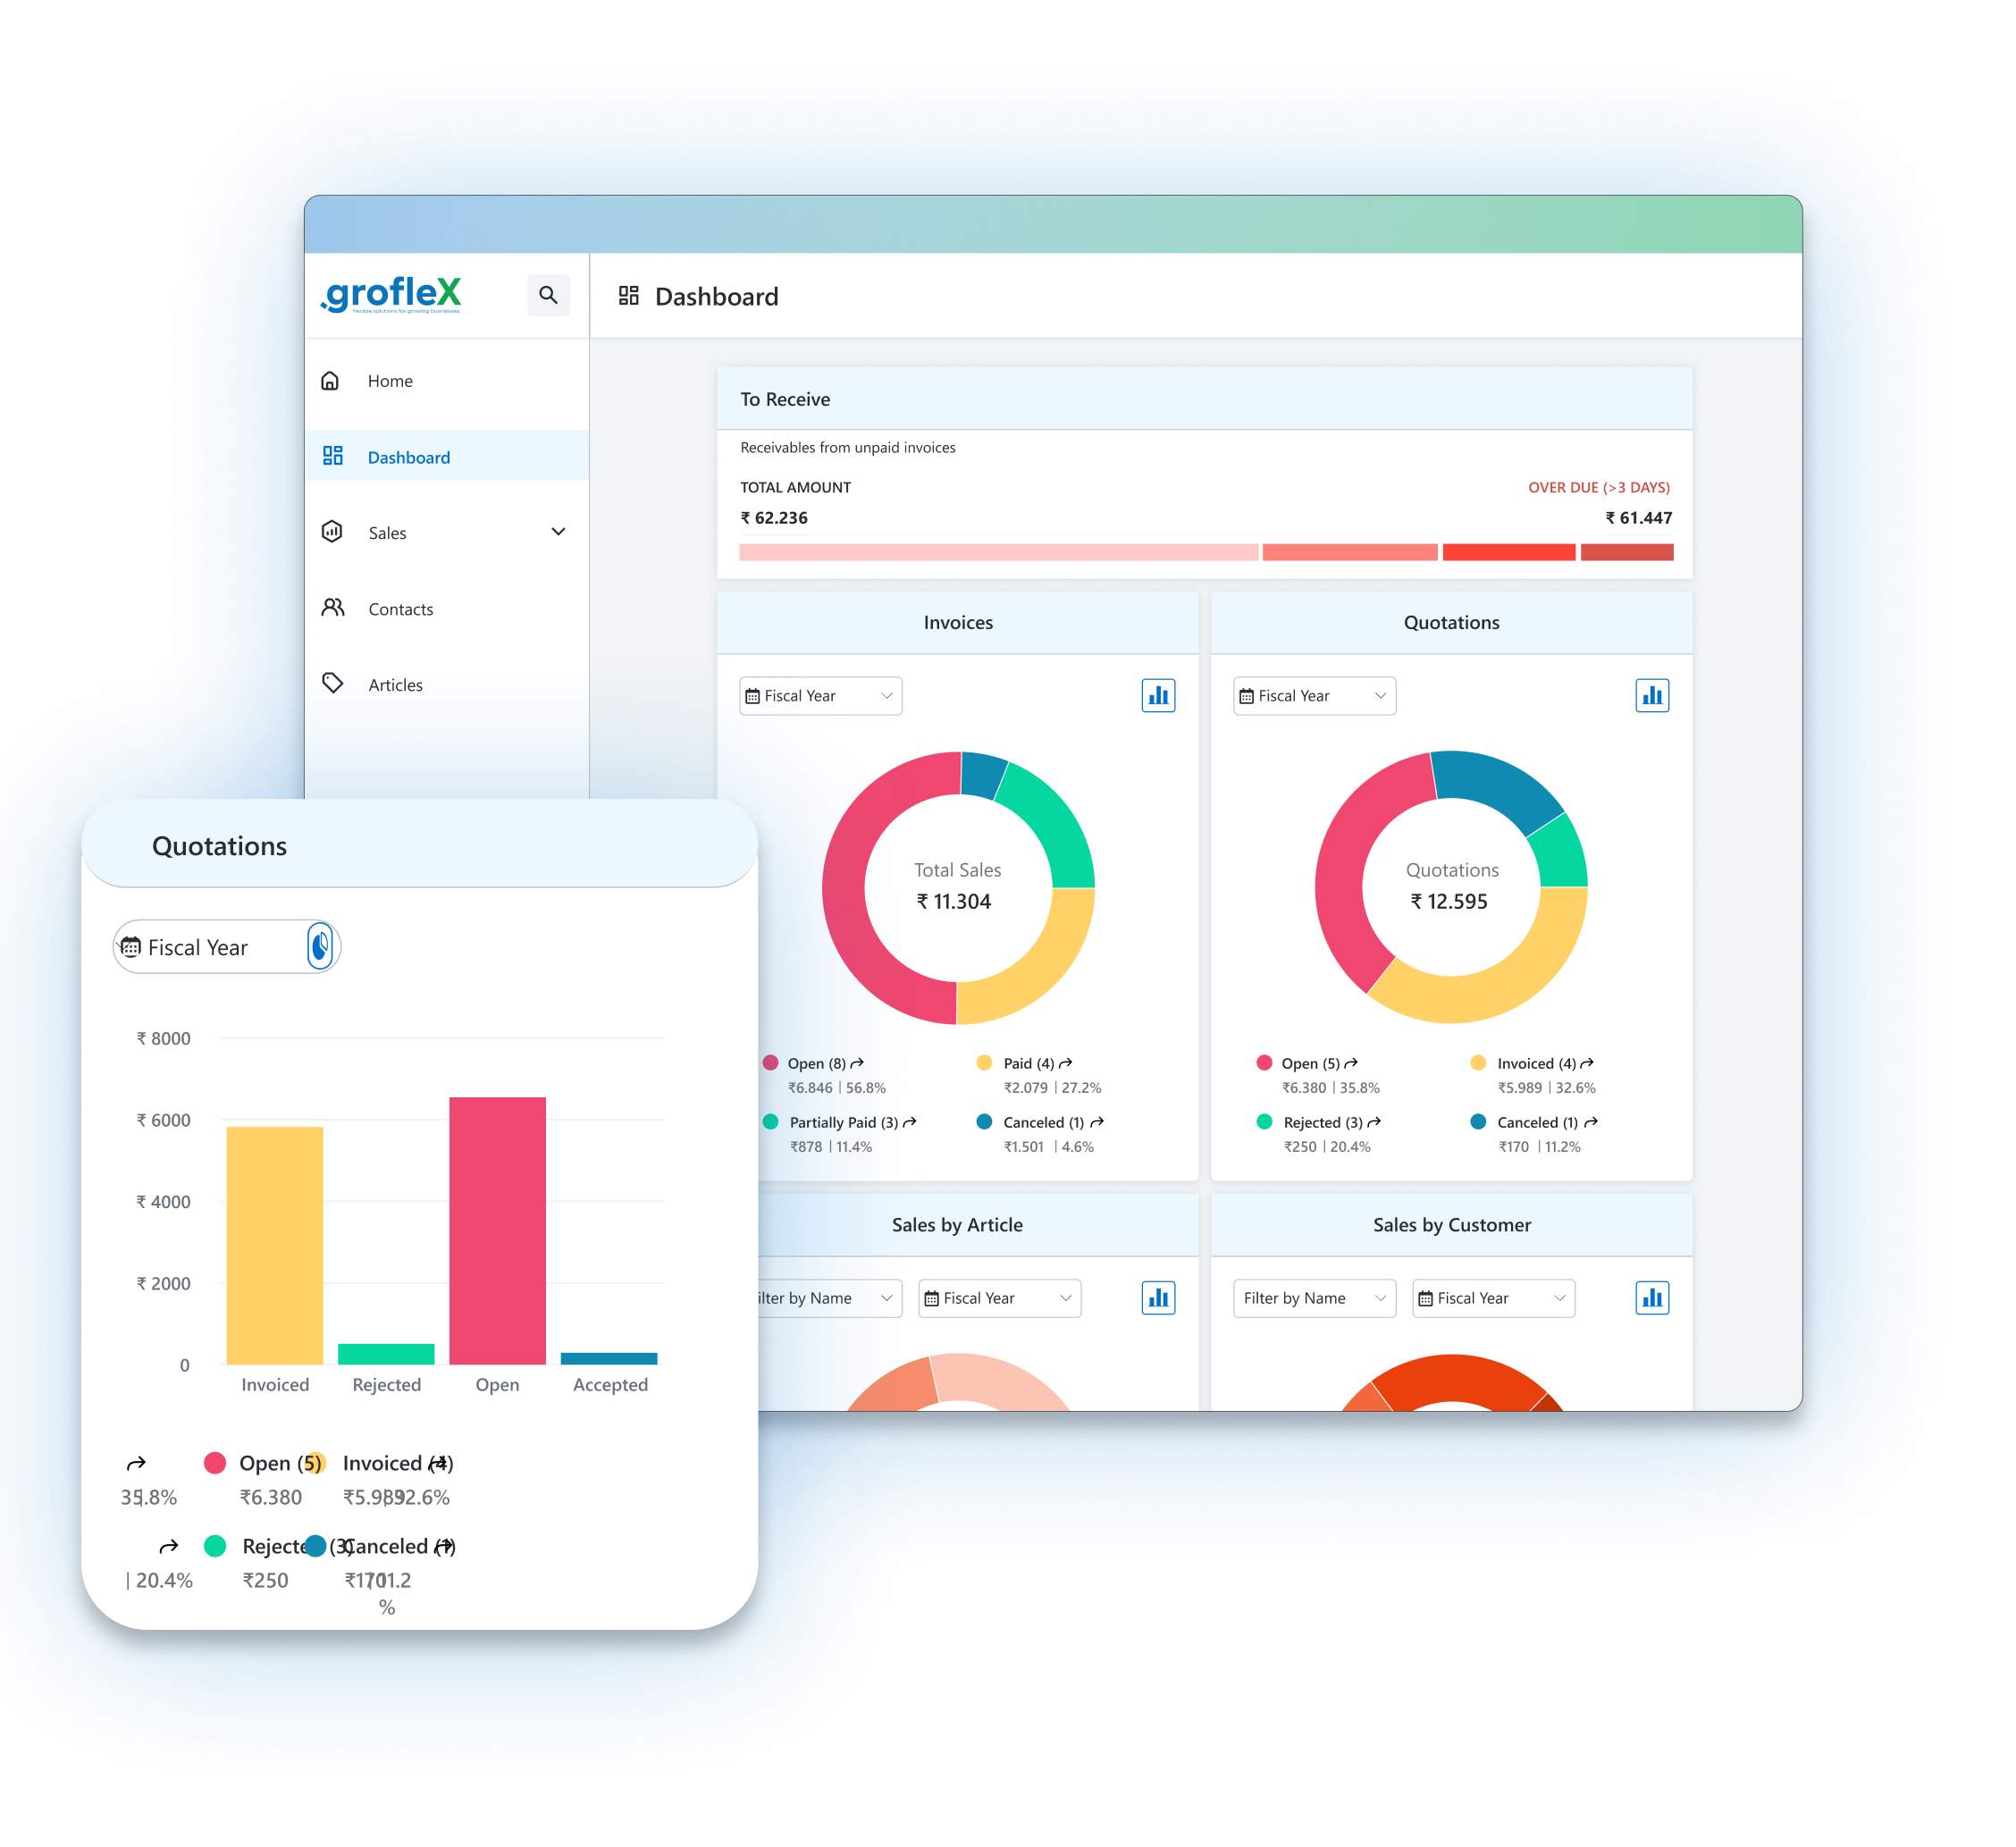 .grofleX
flexible solutions for growing businesses
Dashboard
Home
Dashboard
Sales
Contacts
Articles
To Receive
Receivables from unpaid invoices
TOTAL AMOUNT
OVER DUE (>3 DAYS)
₹ 62.236
₹ 61.447
Invoices
Fiscal Year
Total Sales
₹ 11.304
Open (8)
₹6.846 | 56.8%
Paid (4)
₹2.079 | 27.2%
Partially Paid (3)
₹878 | 11.4%
Canceled (1)
₹1.501 | 4.6%
Quotations
Fiscal Year
Quotations
₹ 12.595
Open (5)
₹6.380 | 35.8%
Invoiced (4)
₹5.989 | 32.6%
Rejected (3)
₹250 | 20.4%
Canceled (1)
₹170 | 11.2%
Sales by Article
ilter by Name
Fiscal Year
Sales by Customer
Filter by Name
Fiscal Year
Quotations
Fiscal Year
₹ 8000
₹ 6000
₹ 4000
₹ 2000
0
Invoiced Rejected Open Accepted
Open (5)
Invoiced (4)
35.8%
₹6.380
₹5.989
| 32.6%
Rejected (3)
Canceled (1)
| 20.4%
₹250
₹170
| 11.2
%